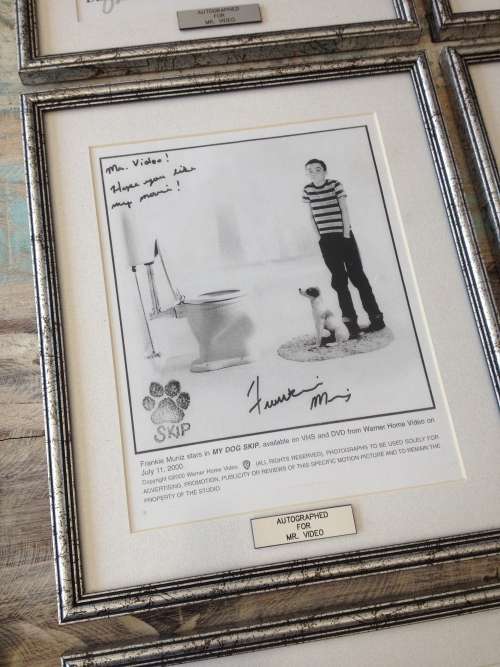 AUTOGRAPHED
FOR
MR. VIDEO
Mr. Video!
Hope you like
my movie!
Frankie
Muniz
SKIP
Frankie Muniz stars in MY DOG SKIP, available on VHS and DVD from Warner Home Video on
July 11, 2000
Copyright ©2000 Warner Home Video. (ALL RIGHTS RESERVED). PHOTOGRAPHS TO BE USED SOLELY FOR
ADVERTISING, PROMOTION, PUBLICITY OR REVIEWS OF THIS SPECIFIC MOTION PICTURE AND TO REMAIN THE
PROPERTY OF THE STUDIO.
AUTOGRAPHED
FOR
MR. VIDEO